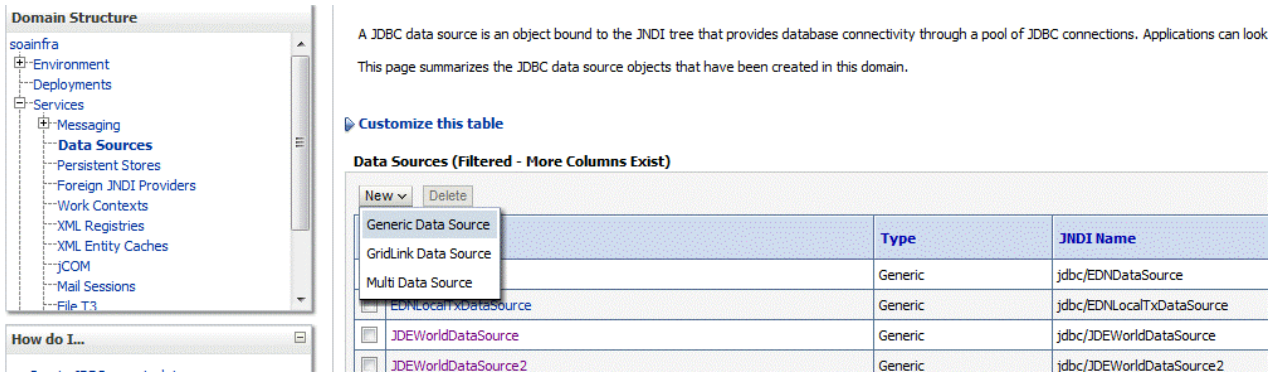 Domain Structure
soainfra
Environment
Deployments
Services
Messaging
Data Sources
Persistent Stores
Foreign JNDI Providers
Work Contexts
XML Registries
XML Entity Caches
jCOM
Mail Sessions
File T3
How do I...
A JDBC data source is an object bound to the JNDI tree that provides database connectivity through a pool of JDBC connections. Applications can look
This page summarizes the JDBC data source objects that have been created in this domain.
Customize this table
Data Sources (Filtered - More Columns Exist)
New Delete
Generic Data Source
GridLink Data Source
Multi Data Source
Type JNDI Name
Generic jdbc/EDNDataSource
EDNLocalTxDataSource Generic jdbc/EDNLocalTxDataSource
JDEWorldDataSource Generic jdbc/JDEWorldDataSource
JDEWorldDataSource2 Generic jdbc/JDEWorldDataSource2